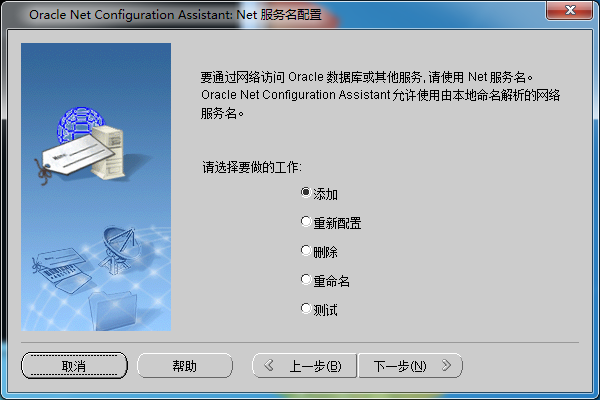 Oracle Net Configuration Assistant: Net 服务名配置
要通过网络访问 Oracle 数据库或其他服务, 请使用 Net 服务名。
Oracle Net Configuration Assistant 允许使用由本地命名解析的网络
服务名。
请选择要做的工作:
添加
重新配置
删除
重命名
测试
取消 帮助 上一步(B) 下一步(N)